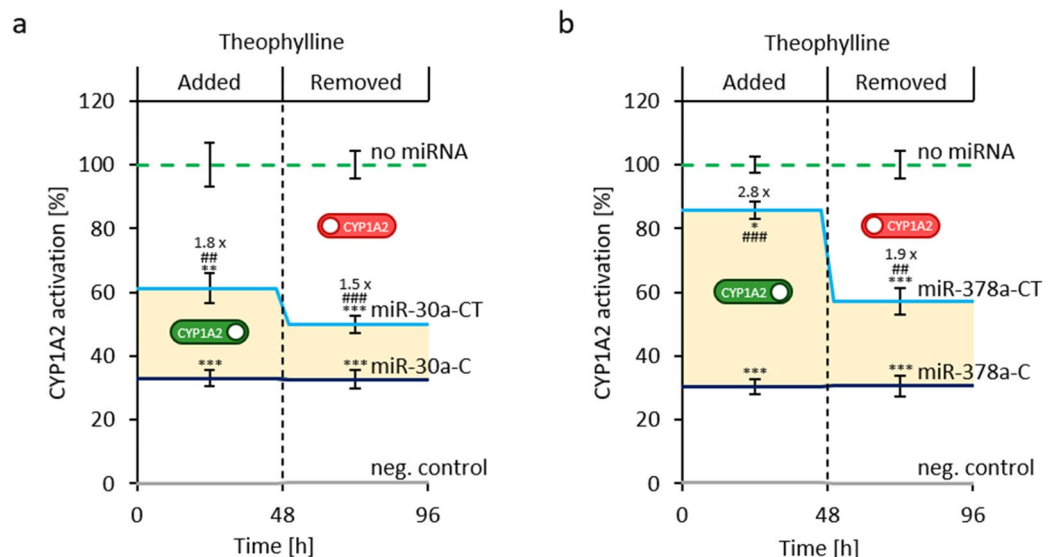 a
Theophylline
Added Removed
120
100
80
60
40
20
0
CYP1A2 activation [%]
no miRNA
CYP1A2
1.8 x
##
**
1.5 x
###
***
miR-30a-CT
CYP1A2
***
***
miR-30a-C
neg. control
0 48 96
Time [h]
b
Theophylline
Added Removed
120
100
80
60
40
20
0
CYP1A2 activation [%]
no miRNA
2.8 x
*
###
CYP1A2
1.9 x
##
***
miR-378a-CT
CYP1A2
***
***
miR-378a-C
neg. control
0 48 96
Time [h]